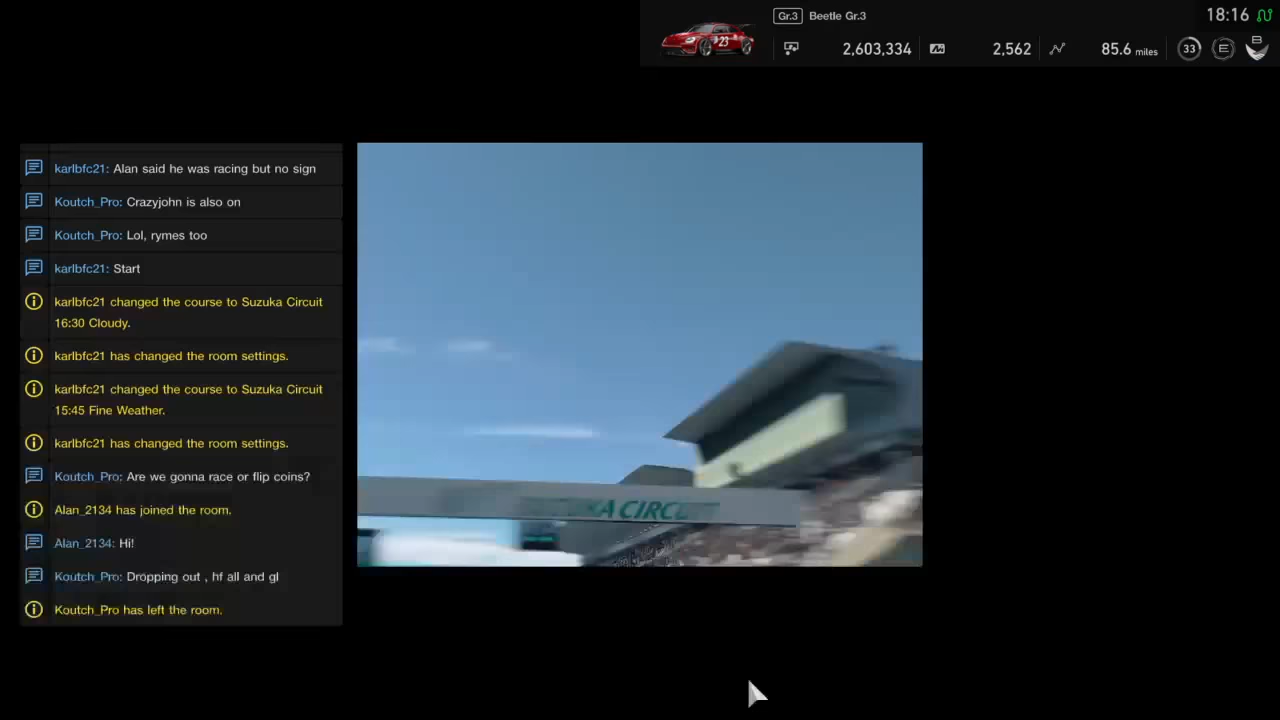 Gr.3 Beetle Gr.3
18:16
2,603,334 2,562 85.6 miles 33 E B
karlbfc21: Alan said he was racing but no sign
Koutch_Pro: Crazyjohn is also on
Koutch_Pro: Lol, rymes too
karlbfc21: Start
karlbfc21 changed the course to Suzuka Circuit
16:30 Cloudy.
karlbfc21 has changed the room settings.
karlbfc21 changed the course to Suzuka Circuit
15:45 Fine Weather.
karlbfc21 has changed the room settings.
Koutch_Pro: Are we gonna race or flip coins?
Alan_2134 has joined the room.
Alan_2134: Hi!
Koutch_Pro: Dropping out , hf all and gl
Koutch_Pro has left the room.
23
SUZUKA CIRCUIT